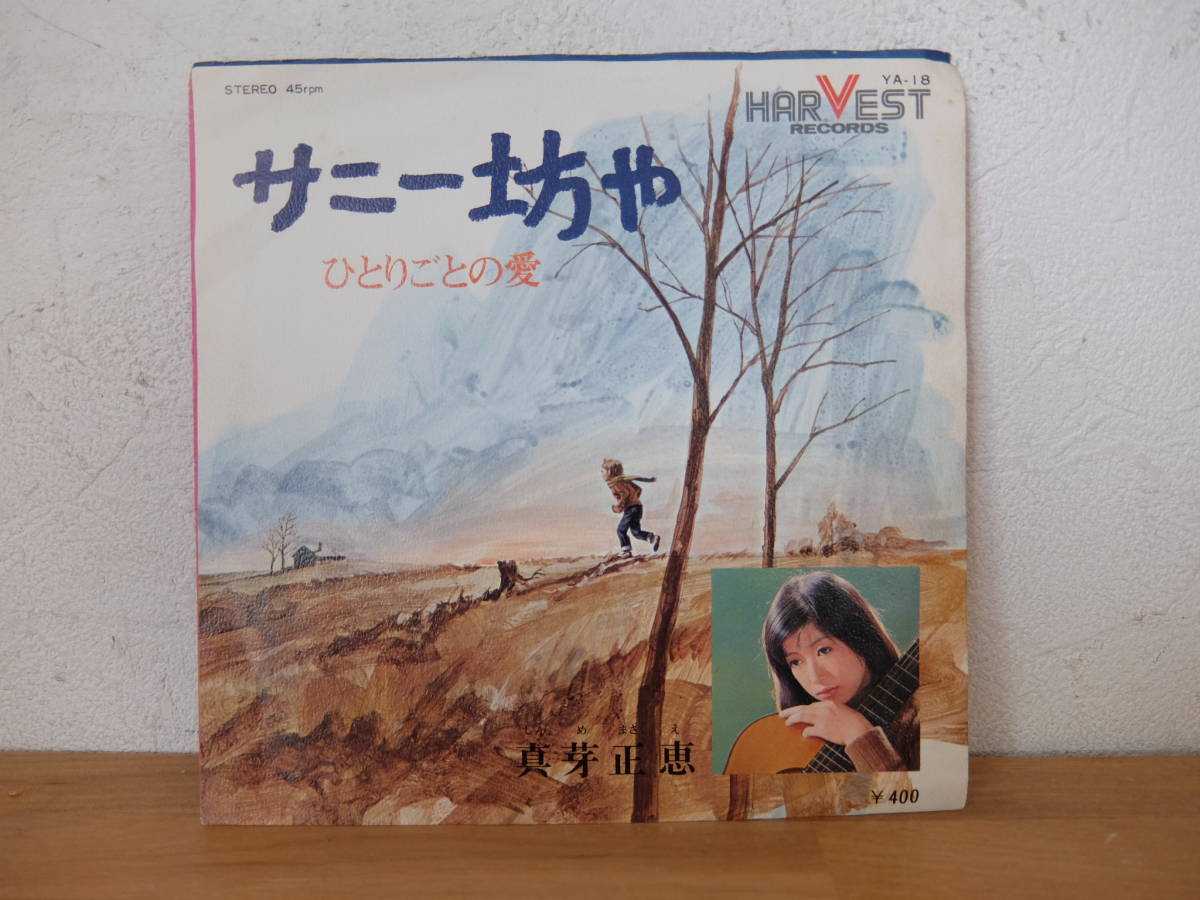 STEREO 45rpm
YA-18
HARVEST
RECORDS
サニー坊や
ひとりごとの愛
しんめまさえ
真芽正恵
¥400